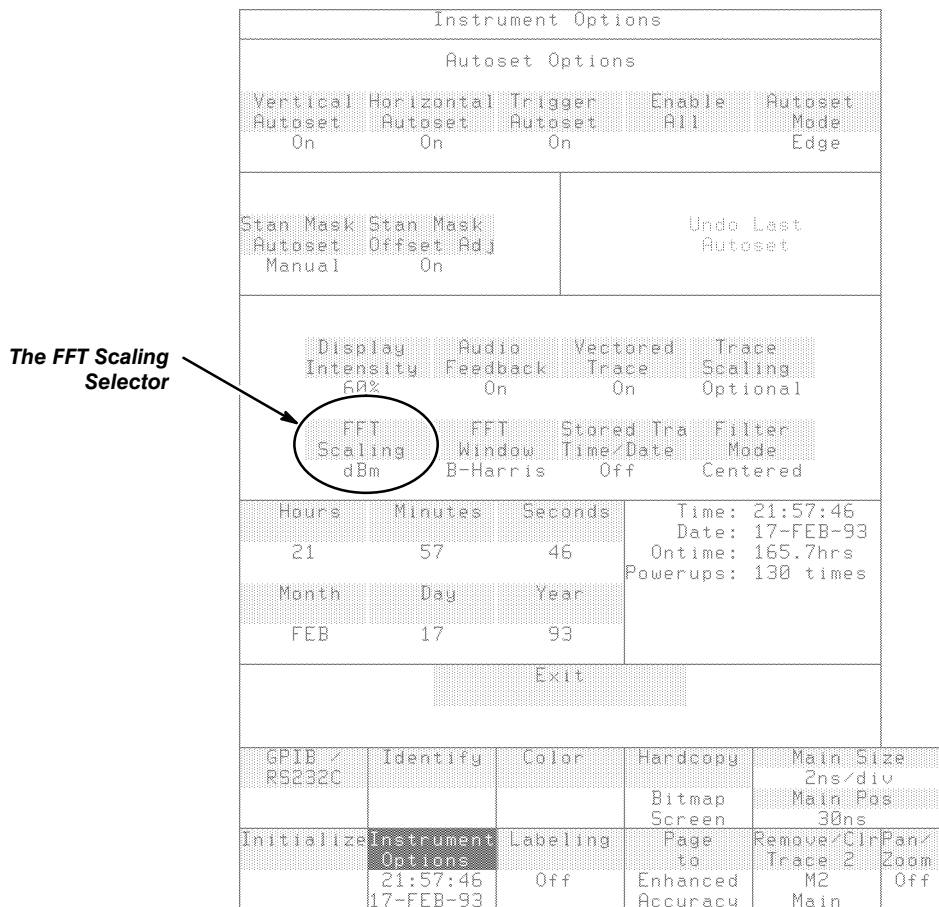 Instrument Options
Autoset Options
Vertical Autoset On
Horizontal Autoset On
Trigger Autoset On
Enable All
Autoset Mode Edge
Stan Mask Autoset Manual
Stan Mask Offset Adj On
Undo Last Autoset
The FFT Scaling Selector
Display Intensity 60%
Audio Feedback On
Vectored Trace On
Trace Scaling Optional
FFT Scaling dBm
FFT Window B-Harris
Stored Tra Time/Date Off
Filter Mode Centered
Hours 21
Minutes 57
Seconds 46
Time: 21:57:46
Date: 17-FEB-93
Ontime: 165.7hrs
Powerups: 130 times
Month FEB
Day 17
Year 93
Exit
GPIB / RS232C
Identify
Color
Hardcopy Bitmap Screen
Main Size 2ns/div
Main Pos 30ns
Initialize
Instrument Options 21:57:46 17-FEB-93
Labeling Off
Page to Enhanced Accuracy
Remove/Clr Trace 2 M2 Main
Pan/ Zoom Off